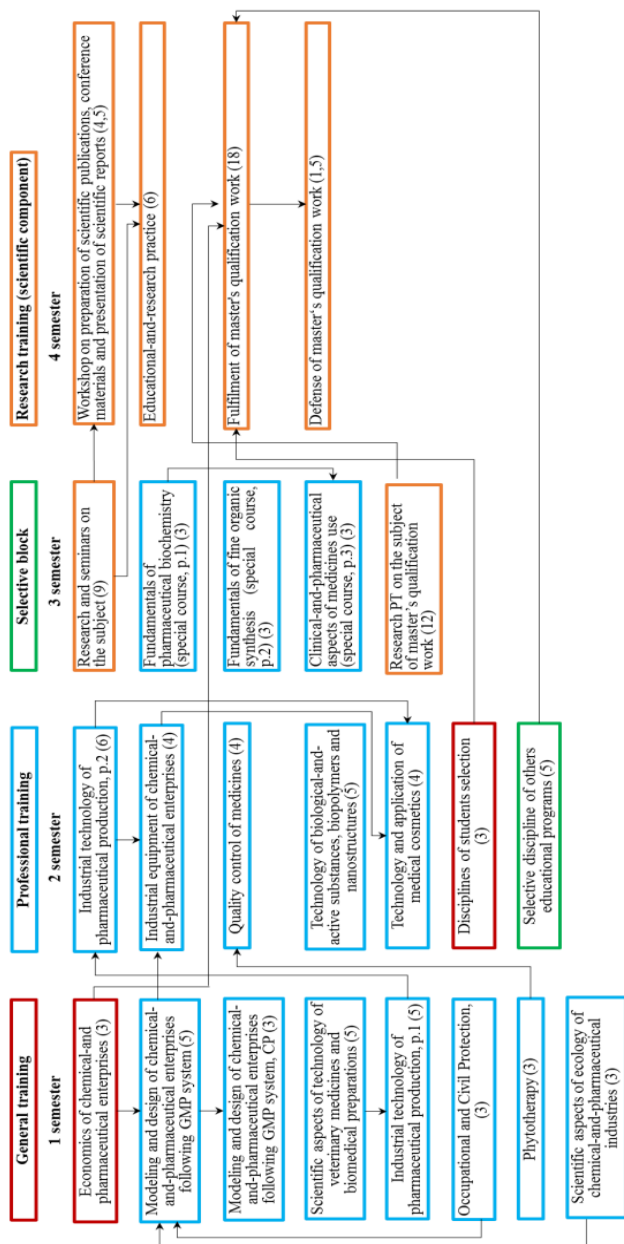 General training
Professional training
Selective block
Research training (scientific component)
1 semester
2 semester
3 semester
4 semester
Economics of chemical-and
pharmaceutical enterprises (3)
Modeling and design of chemical-
and-pharmaceutical enterprises
following GMP system (5)
Modeling and design of chemical-
and-pharmaceutical enterprises
following GMP system, CP (3)
Scientific aspects of technology of
veterinary medicines and
biomedical preparations (5)
Industrial technology of
pharmaceutical production, p.1 (5)
Occupational and Civil Protection,
(3)
Phytotherapy (3)
Scientific aspects of ecology of
chemical-and-pharmaceutical
industries (3)
Industrial technology of
pharmaceutical production, p.2 (6)
Industrial equipment of chemical-
and-pharmaceutical enterprises (4)
Quality control of medicines (4)
Technology of biological-and-
active substances, biopolymers and
nanostructures (5)
Technology and application of
medical cosmetics (4)
Disciplines of students selection
(3)
Selective discipline of others
educational programs (5)
Research and seminars on
the subject (9)
Fundamentals of
pharmaceutical biochemistry
(special course, p.1) (3)
Fundamentals of fine organic
synthesis (special course,
p.2) (3)
Clinical-and-pharmaceutical
aspects of medicines use
(special course, p.3) (3)
Research PT on the subject
of master's qualification
work (12)
Workshop on preparation of scientific publications, conference
materials and presentation of scientific reports (4,5)
Educational-and-research practice (6)
Fulfilment of master's qualification work (18)
Defense of master's qualification work (1,5)